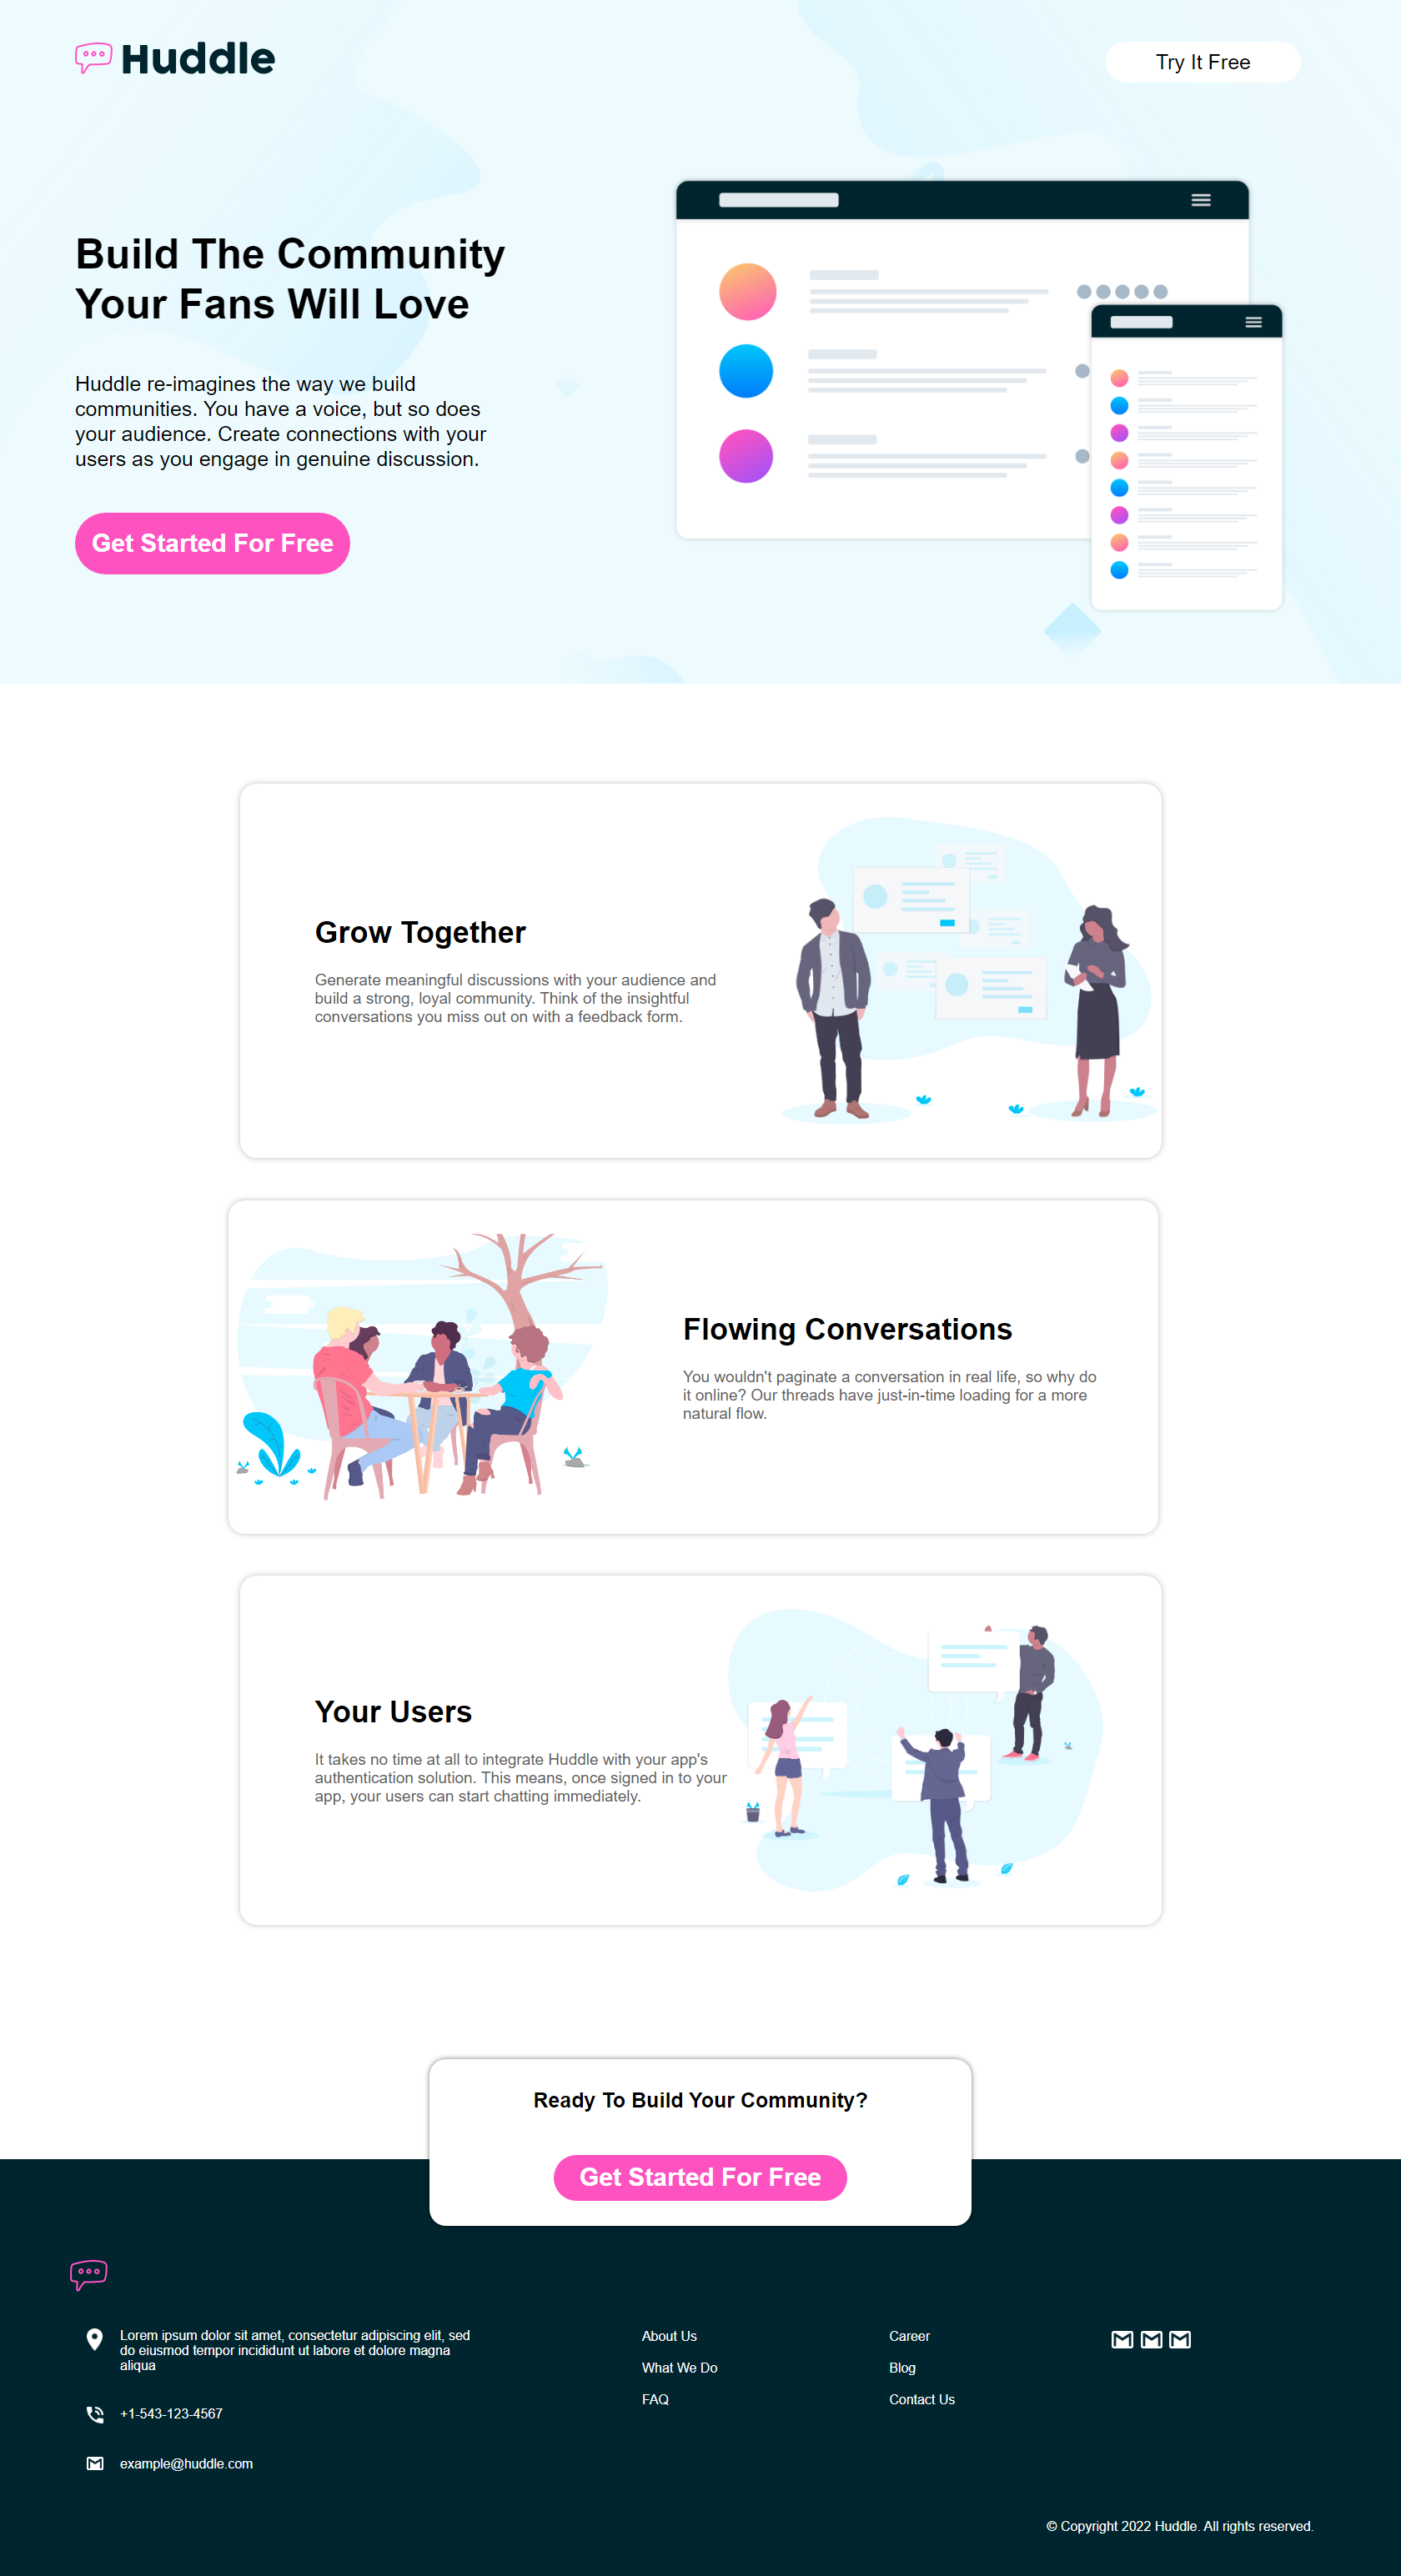 Huddle
Try It Free
Build The Community
Your Fans Will Love
Huddle re-imagines the way we build
communities. You have a voice, but so does
your audience. Create connections with your
users as you engage in genuine discussion.
Get Started For Free
Grow Together
Generate meaningful discussions with your audience and
build a strong, loyal community. Think of the insightful
conversations you miss out on with a feedback form.
Flowing Conversations
You wouldn't paginate a conversation in real life, so why do
it online? Our threads have just-in-time loading for a more
natural flow.
Your Users
It takes no time at all to integrate Huddle with your app's
authentication solution. This means, once signed in to your
app, your users can start chatting immediately.
Ready To Build Your Community?
Get Started For Free
Lorem ipsum dolor sit amet, consectetur adipiscing elit, sed
do eiusmod tempor incididunt ut labore et dolore magna
aliqua
+1-543-123-4567
example@huddle.com
About Us
What We Do
FAQ
Career
Blog
Contact Us
© Copyright 2022 Huddle. All rights reserved.